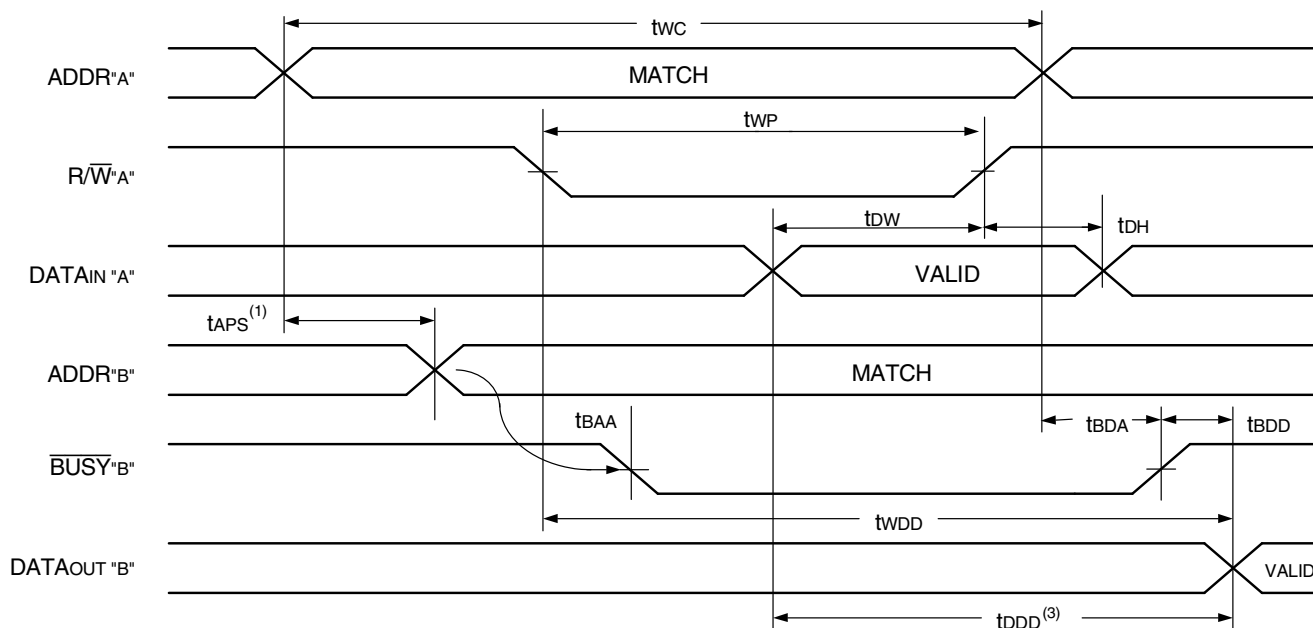 tWC
ADDR"A"
MATCH
tWP
R/W"A"
tDW
tDH
DATAIN "A"
VALID
tAPS(1)
ADDR"B"
MATCH
tBAA
tBDA
tBDD
BUSY"B"
tWDD
DATAOUT "B"
VALID
tDDD(3)